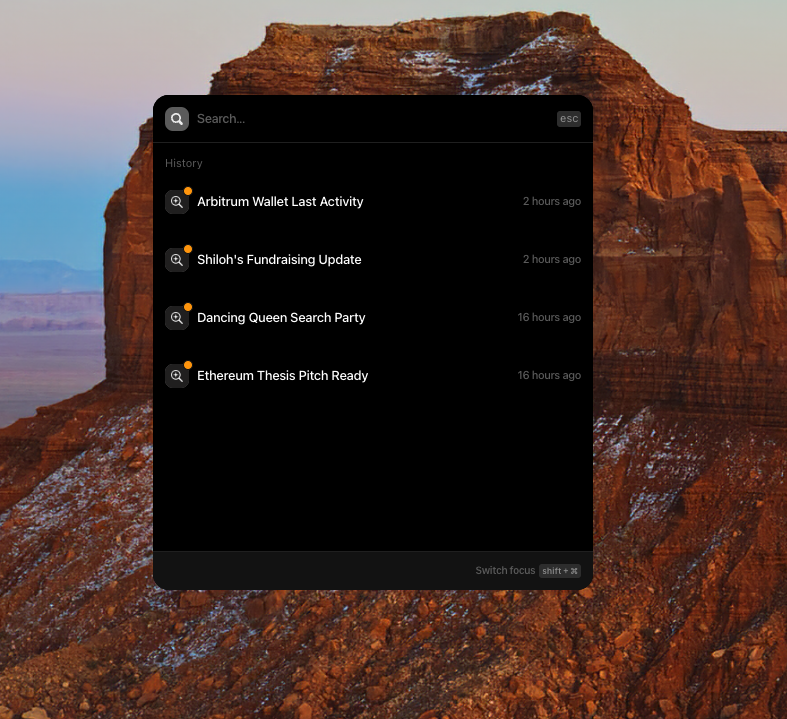 Search...
esc
History
Arbitrum Wallet Last Activity
2 hours ago
Shiloh's Fundraising Update
2 hours ago
Dancing Queen Search Party
16 hours ago
Ethereum Thesis Pitch Ready
16 hours ago
Switch focus shift + ⌘